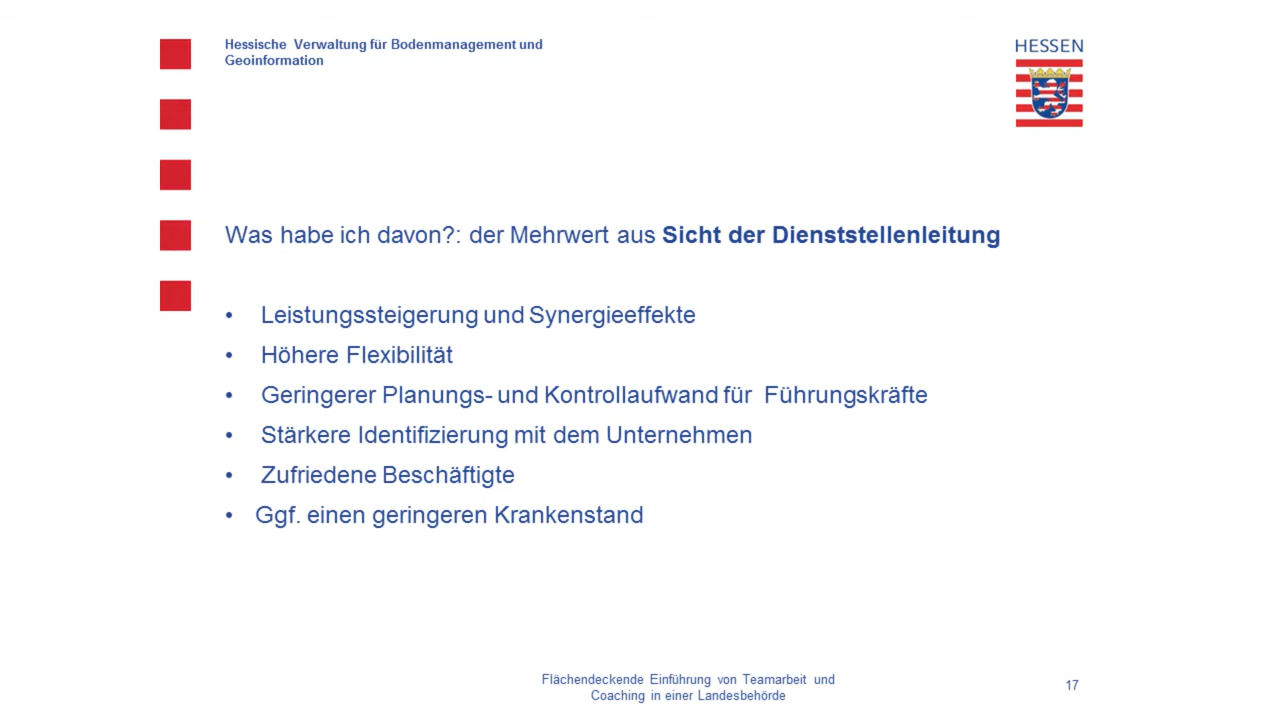 Hessische Verwaltung für Bodenmanagement und
Geoinformation
HESSEN
Was habe ich davon?: der Mehrwert aus Sicht der Dienststellenleitung
• Leistungssteigerung und Synergieeffekte
• Höhere Flexibilität
• Geringerer Planungs- und Kontrollaufwand für Führungskräfte
• Stärkere Identifizierung mit dem Unternehmen
• Zufriedene Beschäftigte
• Ggf. einen geringeren Krankenstand
Flächendeckende Einführung von Teamarbeit und
Coaching in einer Landesbehörde
17